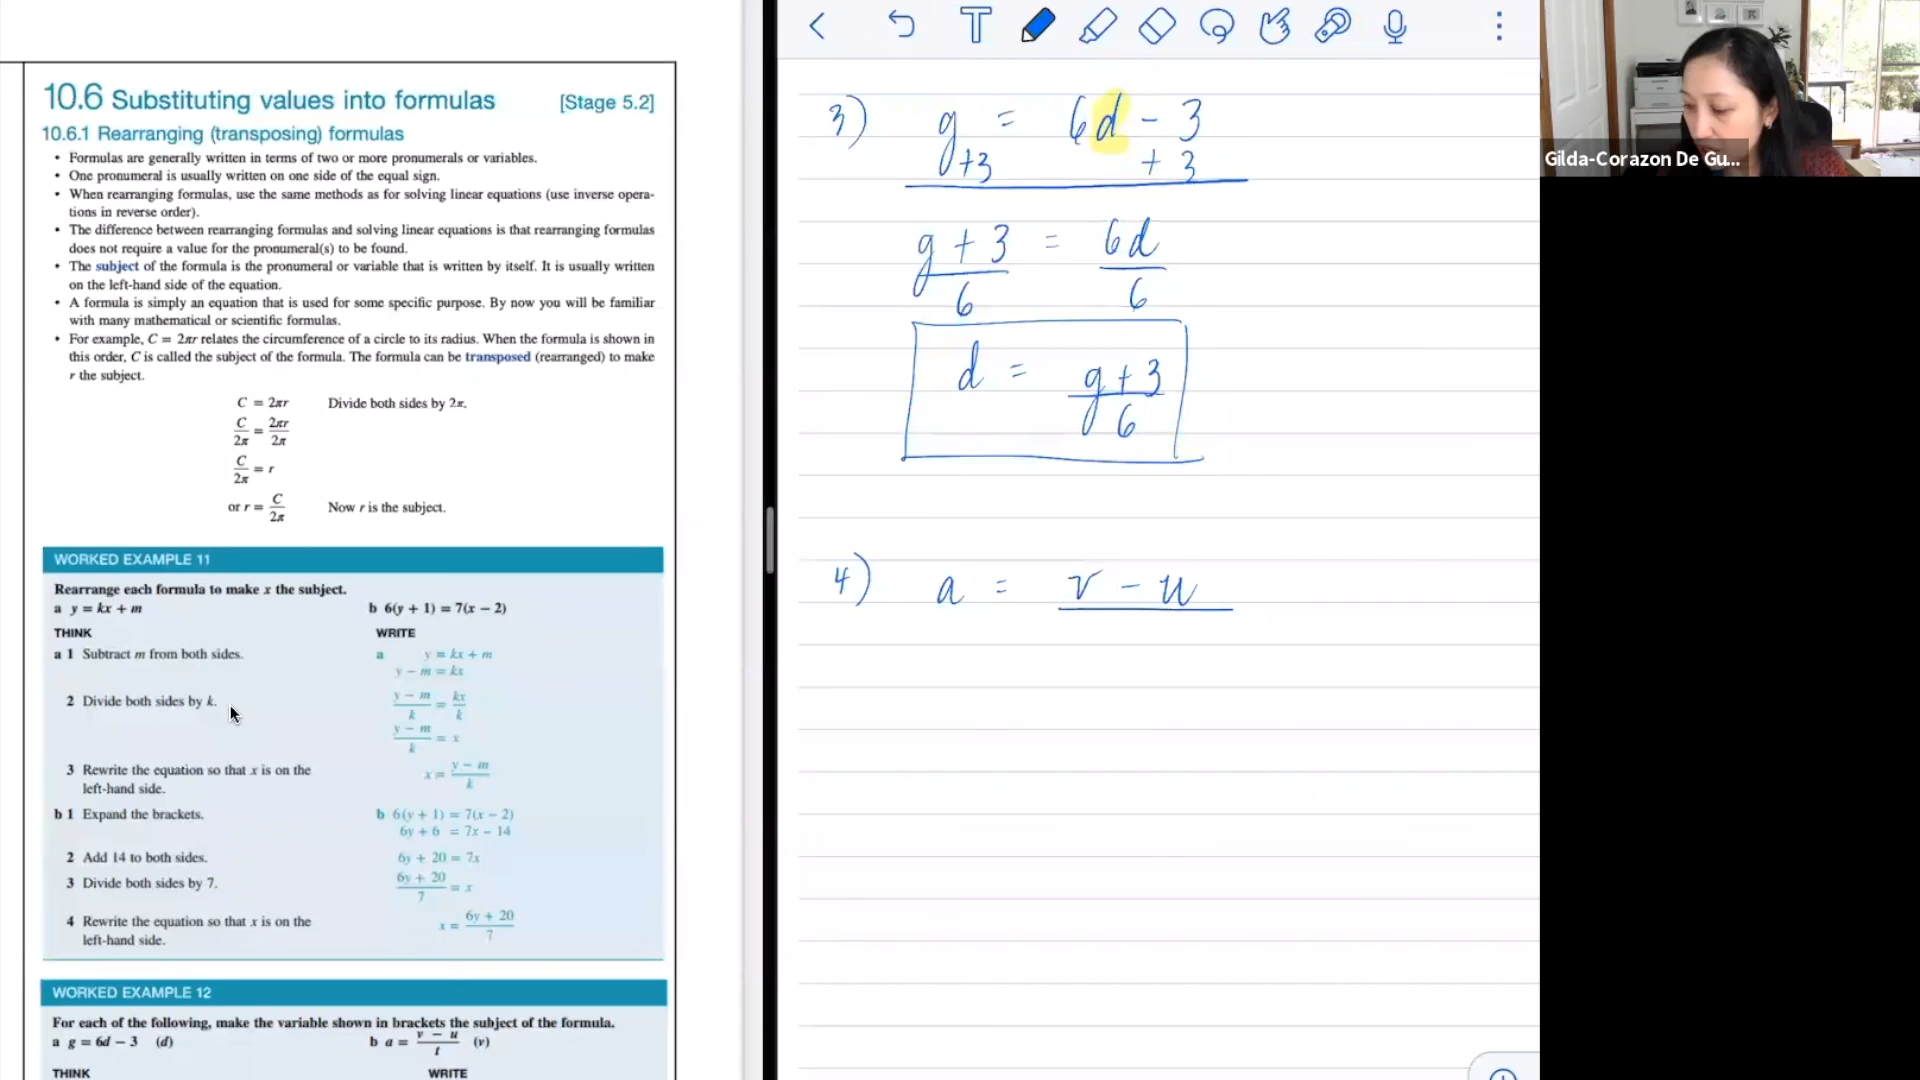 10.6 Substituting values into formulas [Stage 5.2]
10.6.1 Rearranging (transposing) formulas
• Formulas are generally written in terms of two or more pronumerals or variables.
• One pronumeral is usually written on one side of the equal sign.
• When rearranging formulas, use the same methods as for solving linear equations (use inverse opera-
tions in reverse order).
• The difference between rearranging formulas and solving linear equations is that rearranging formulas
does not require a value for the pronumeral(s) to be found.
• The subject of the formula is the pronumeral or variable that is written by itself. It is usually written
on the left-hand side of the equation.
• A formula is simply an equation that is used for some specific purpose. By now you will be familiar
with many mathematical or scientific formulas.
• For example, C = 2πr relates the circumference of a circle to its radius. When the formula is shown in
this order, C is called the subject of the formula. The formula can be transposed (rearranged) to make
r the subject.
C = 2πr Divide both sides by 2π.
C/2π = 2πr/2π
C/2π = r
or r = C/2π Now r is the subject.
WORKED EXAMPLE 11
Rearrange each formula to make x the subject.
a y = kx + m b 6(y + 1) = 7(x − 2)
THINK WRITE
a 1 Subtract m from both sides. a y = kx + m
y − m = kx
2 Divide both sides by k. y − m/k = kx/k
y − m/k = x
3 Rewrite the equation so that x is on the
left-hand side. x = y − m/k
b 1 Expand the brackets. b 6(y + 1) = 7(x − 2)
6y + 6 = 7x − 14
2 Add 14 to both sides. 6y + 20 = 7x
3 Divide both sides by 7. 6y + 20/7 = x
4 Rewrite the equation so that x is on the
left-hand side. x = 6y + 20/7
WORKED EXAMPLE 12
For each of the following, make the variable shown in brackets the subject of the formula.
a g = 6d − 3 (d) b a = v − u/t (v)
THINK WRITE
3) g = 6d − 3
+3 + 3
g + 3 = 6d
6 6
d = g + 3
6
4) a = v − u
Gilda-Corazon De Gu...